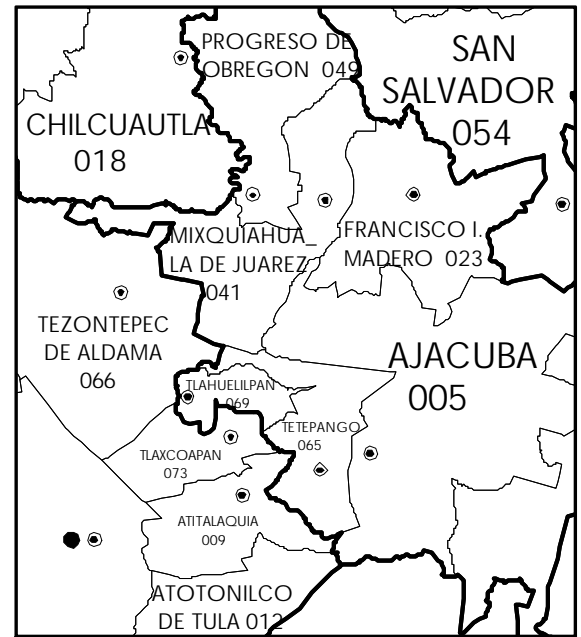 PROGRESO DE
OBREGON 049
SAN
SALVADOR
054
CHILCUAUTLA
018
MIXQUIAHUA_
LA DE JUAREZ
041
FRANCISCO I.
MADERO 023
TEZONTEPEC
DE ALDAMA
066
AJACUBA
005
TLAHUELILPAN
069
TETEPANGO
065
TLAXCOAPAN
073
ATITALAQUIA
009
ATOTONILCO
DE TULA 012